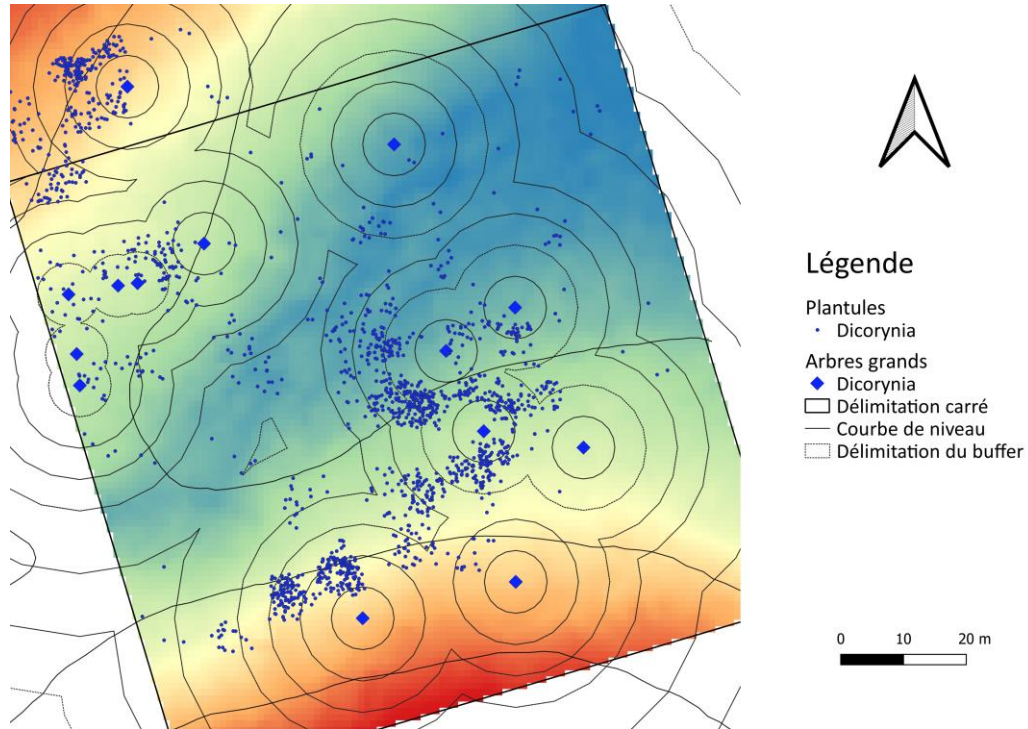 Légende
Plantules
Dicorynia
Arbres grands
Dicorynia
Délimitation carré
Courbe de niveau
Délimitation du buffer
0 10 20 m